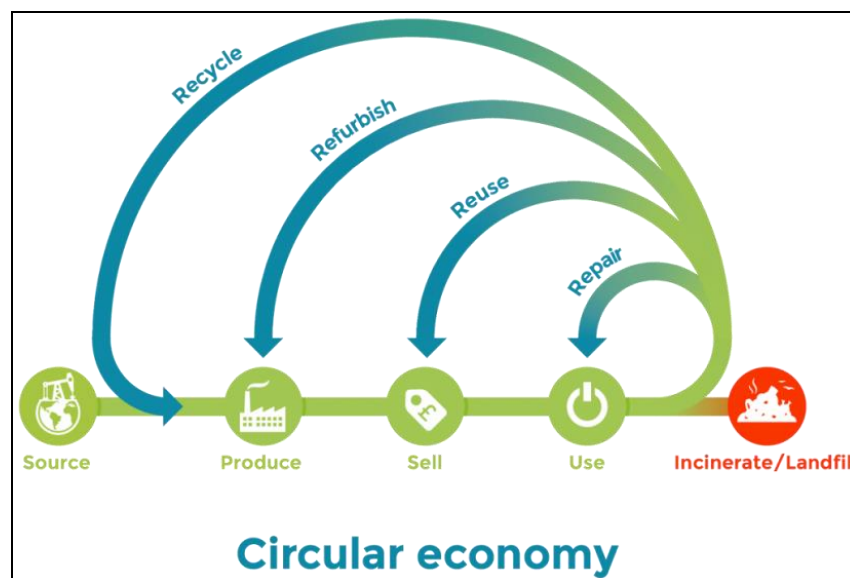 Recycle
Refurbish
Reuse
Repair
£
Source
Produce
Sell
Use
Incinerate/Landfil
Circular economy